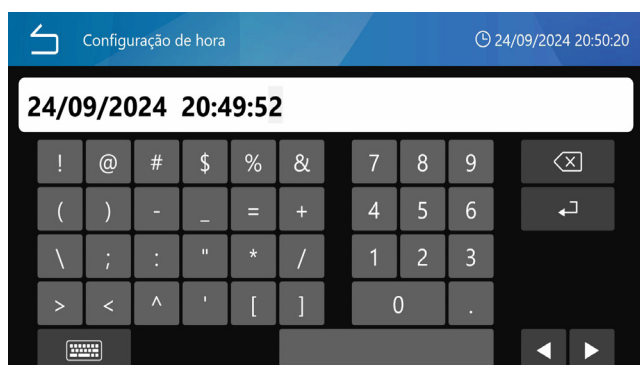 Configuração de hora 24/09/2024 20:50:20
24/09/2024 20:49:52
! @ # $ % & 7 8 9
( ) - _ = + 4 5 6
\ ; : " * / 1 2 3
> < ^ ' [ ] 0 .